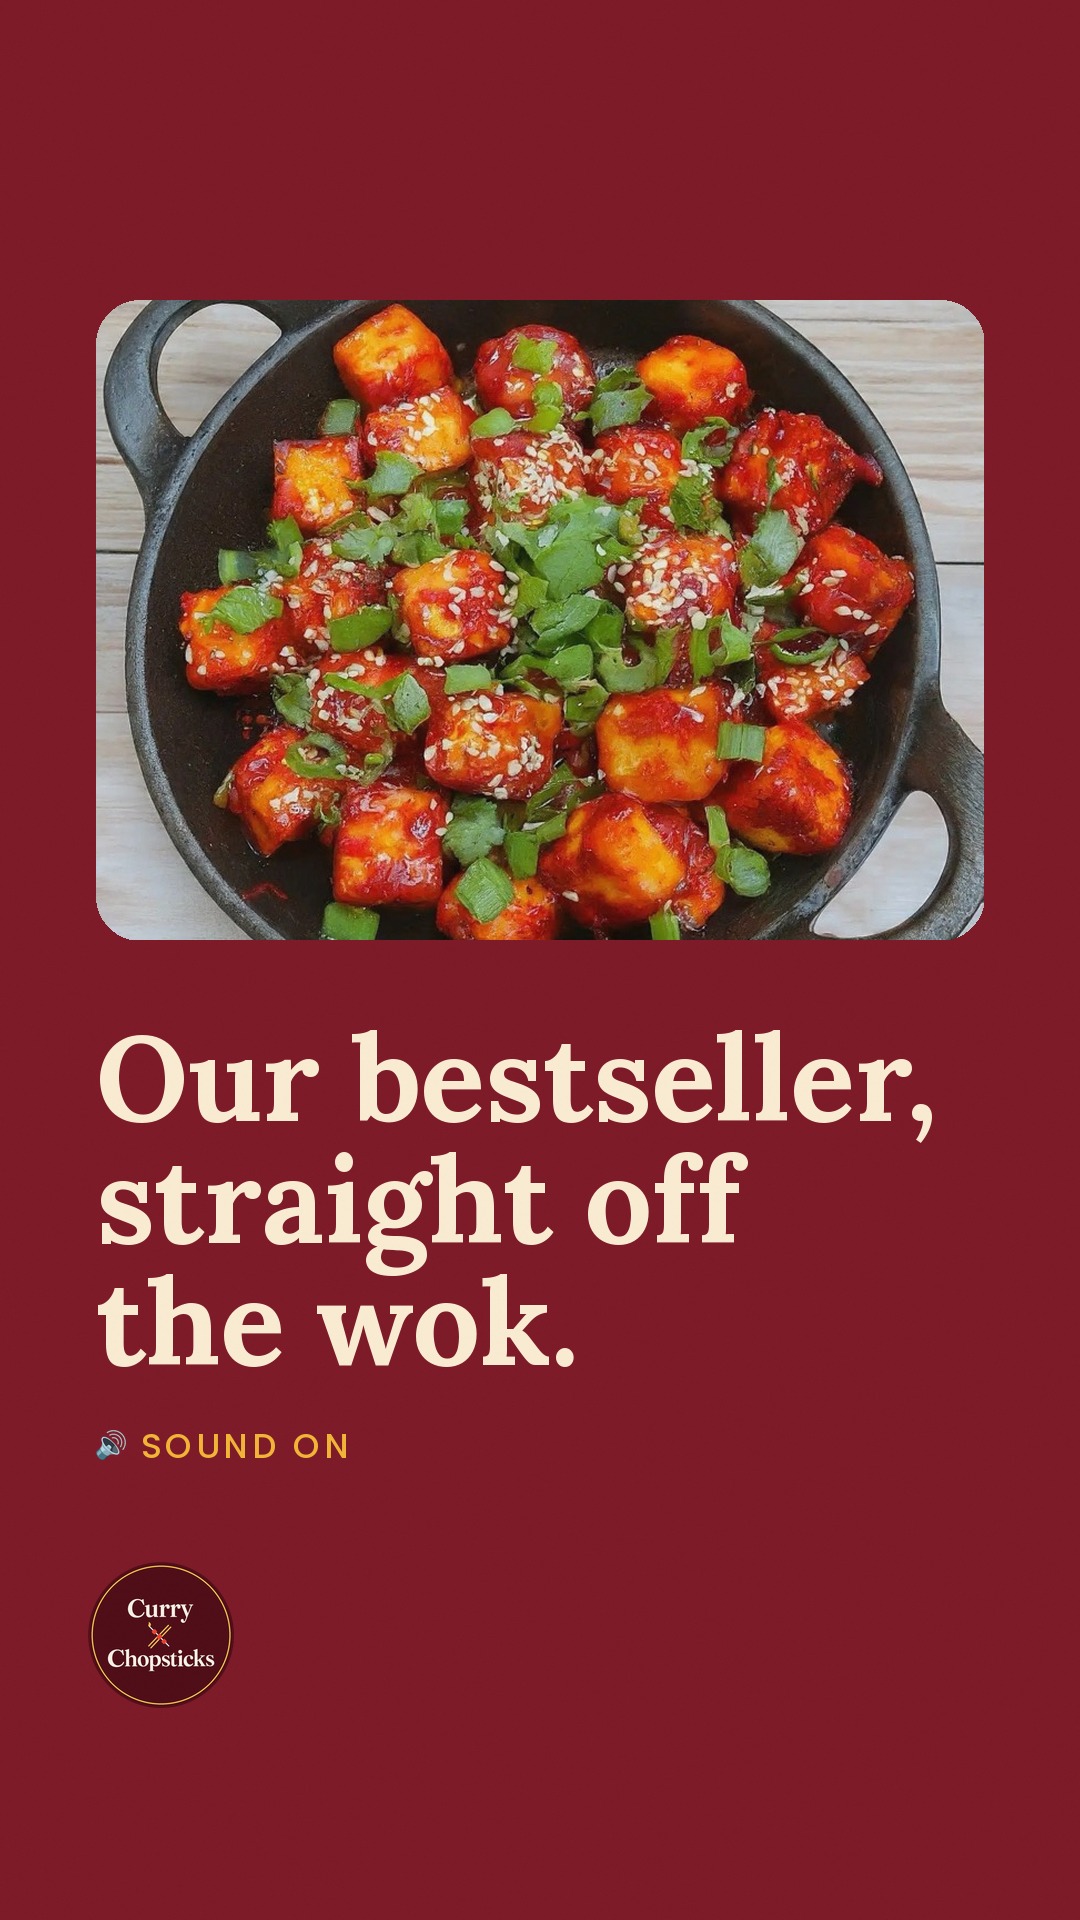 Our bestseller,
straight off
the wok.
🔊 SOUND ON
Curry
Chopsticks